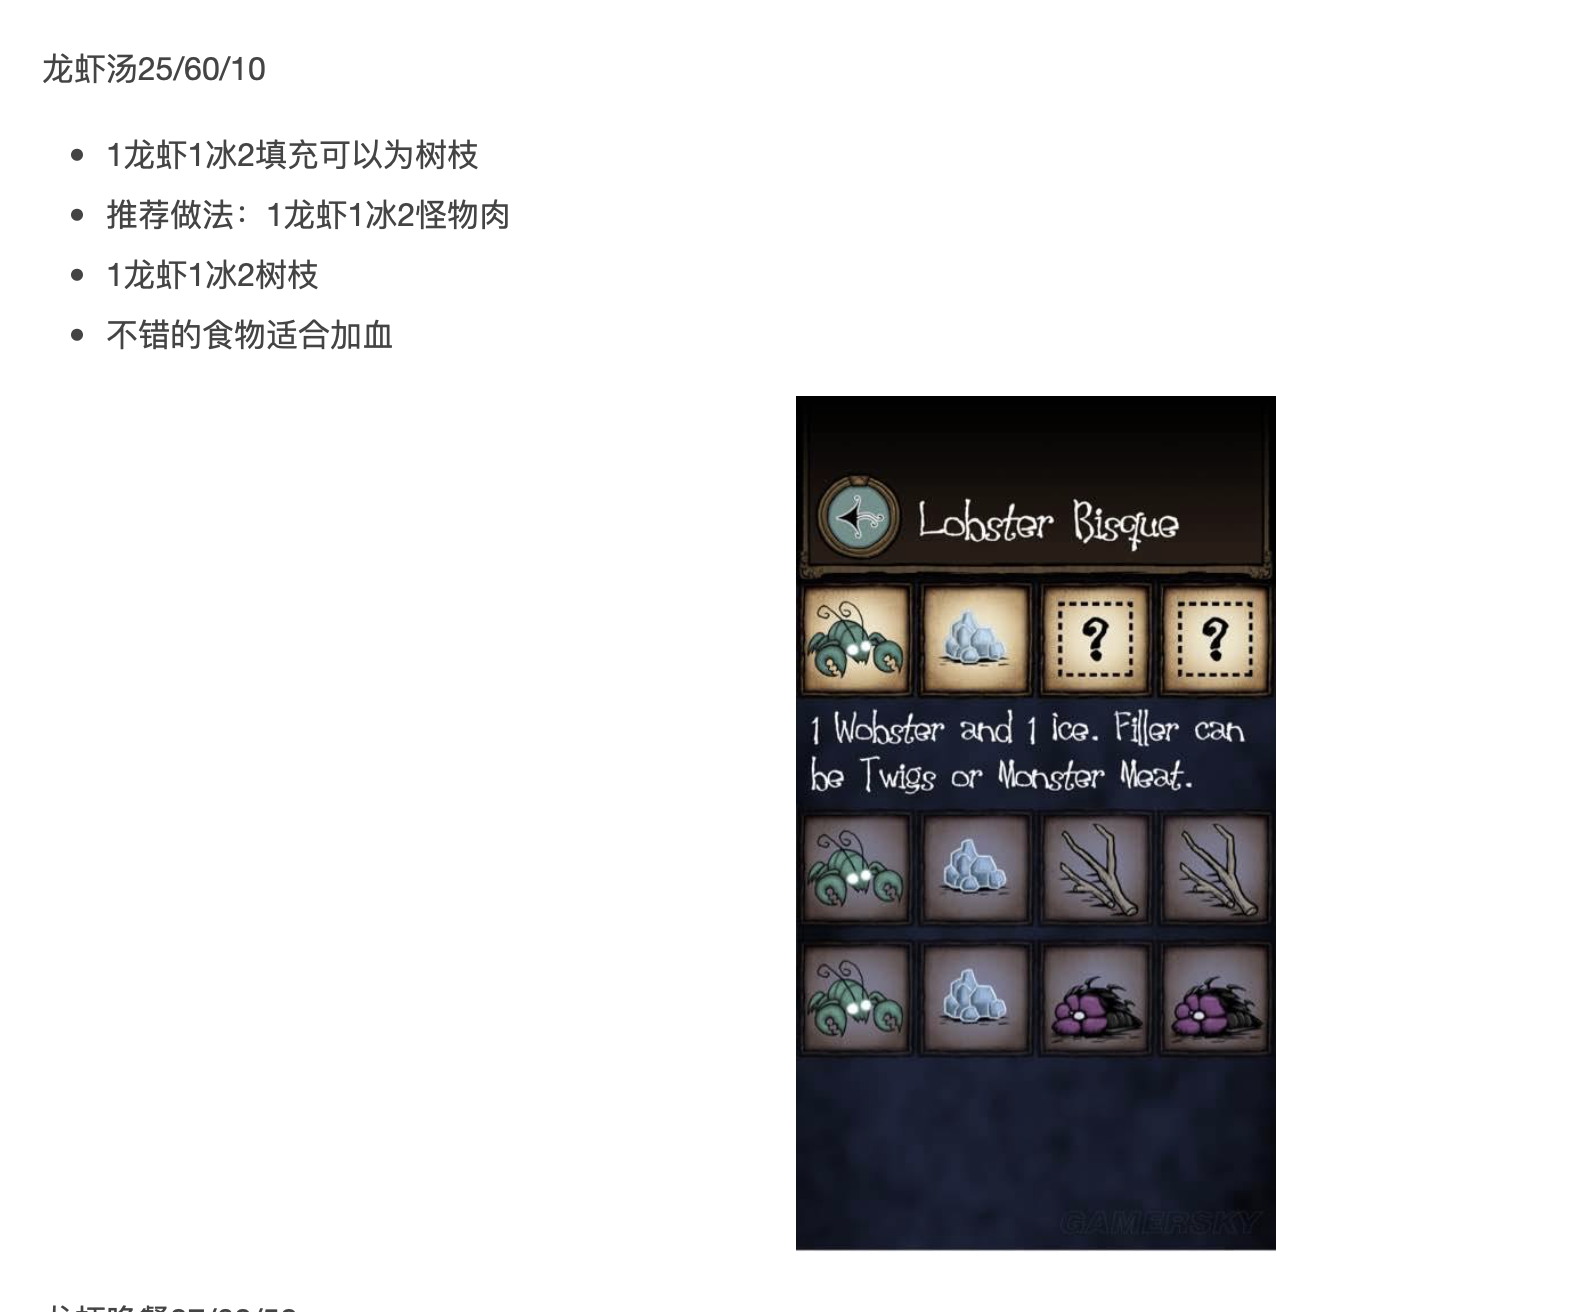 龙虾汤25/60/10
1龙虾1冰2填充可以为树枝
推荐做法：1龙虾1冰2怪物肉
1龙虾1冰2树枝
不错的食物适合加血
Lobster Bisque
? ?
1 Wobster and 1 ice. Filler can
be Twigs or Monster Meat.
GAMERSKY